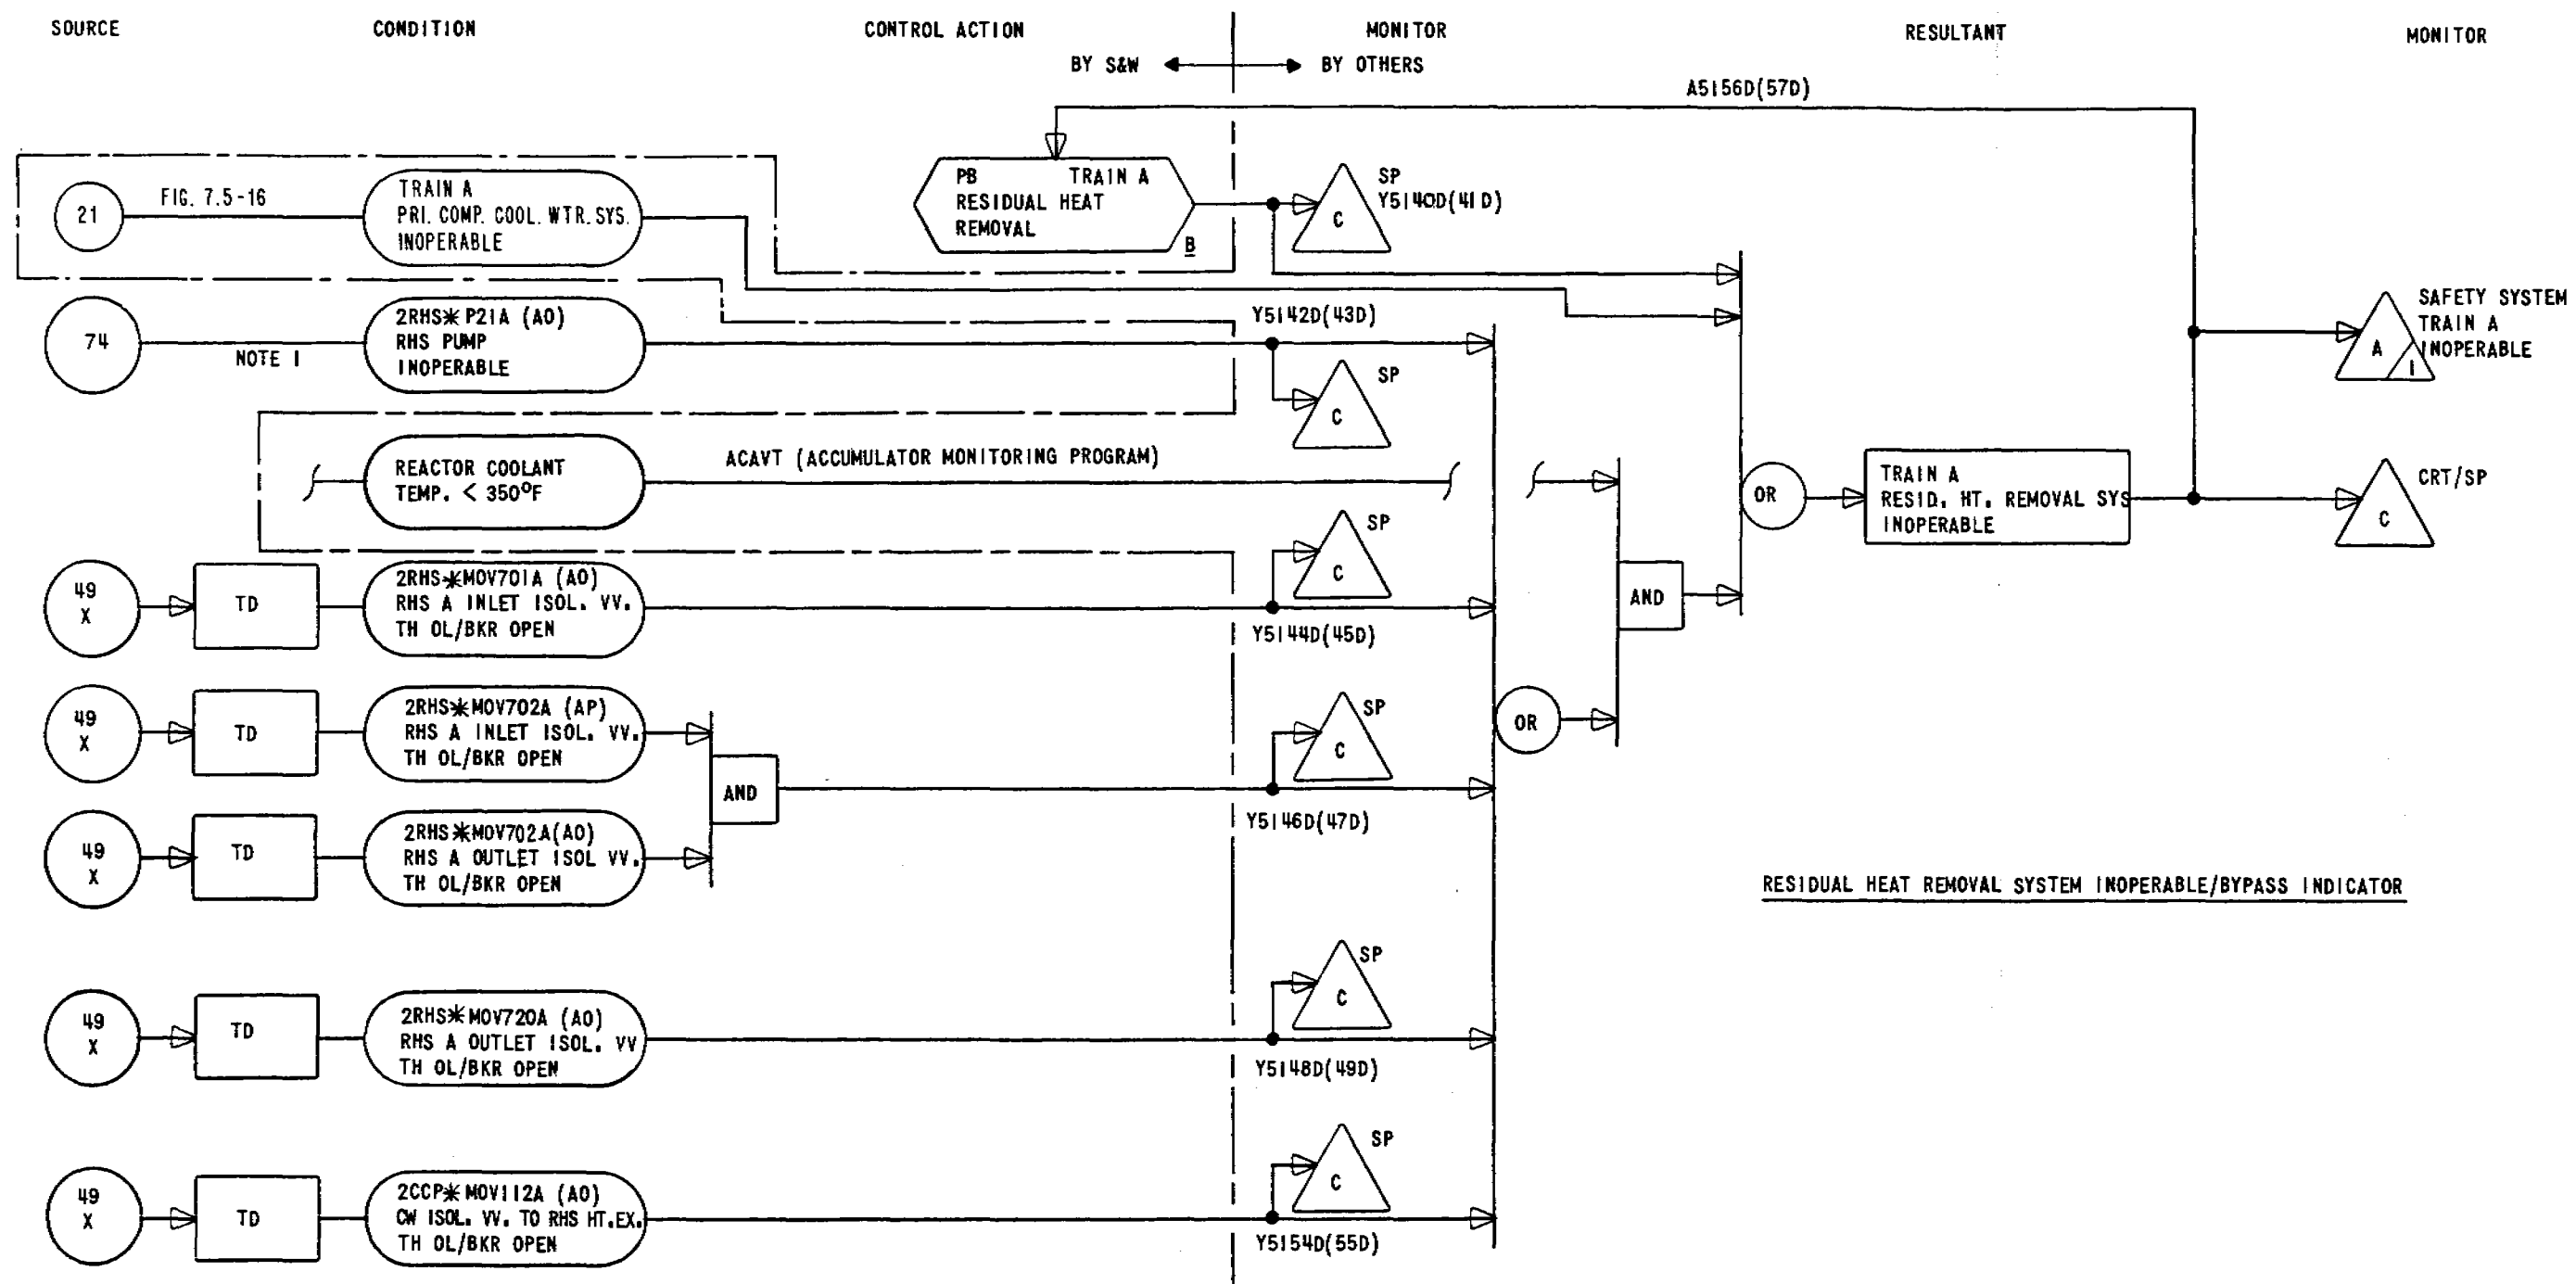 SOURCE
CONDITION
CONTROL ACTION
MONITOR
RESULTANT
MONITOR
BY S&W
BY OTHERS
A5156D(57D)
21
FIG. 7.5-16
TRAIN A
PRI. COMP. COOL. WTR. SYS.
INOPERABLE
PB TRAIN A
RESIDUAL HEAT
REMOVAL
B
C
SP
Y5140D(41D)
74
NOTE 1
2RHS*P21A (AO)
RHS PUMP
INOPERABLE
Y5142D(43D)
C
SP
A
1
SAFETY SYSTEM
TRAIN A
INOPERABLE
REACTOR COOLANT
TEMP. < 350°F
ACAVT (ACCUMULATOR MONITORING PROGRAM)
OR
TRAIN A
RESID. HT. REMOVAL SYS
INOPERABLE
C
CRT/SP
49
X
TD
2RHS*MOV701A (AO)
RHS A INLET ISOL. VV.
TH OL/BKR OPEN
C
SP
Y5144D(45D)
AND
49
X
TD
2RHS*MOV702A (AP)
RHS A INLET ISOL. VV.
TH OL/BKR OPEN
AND
C
SP
Y5146D(47D)
OR
49
X
TD
2RHS*MOV702A(AO)
RHS A OUTLET ISOL VV.
TH OL/BKR OPEN
RESIDUAL HEAT REMOVAL SYSTEM INOPERABLE/BYPASS INDICATOR
49
X
TD
2RHS*MOV720A (AO)
RHS A OUTLET ISOL. VV
TH OL/BKR OPEN
C
SP
Y5148D(49D)
49
X
TD
2CCP*MOV112A (AO)
CW ISOL. VV. TO RHS HT.EX.
TH OL/BKR OPEN
C
SP
Y5154D(55D)